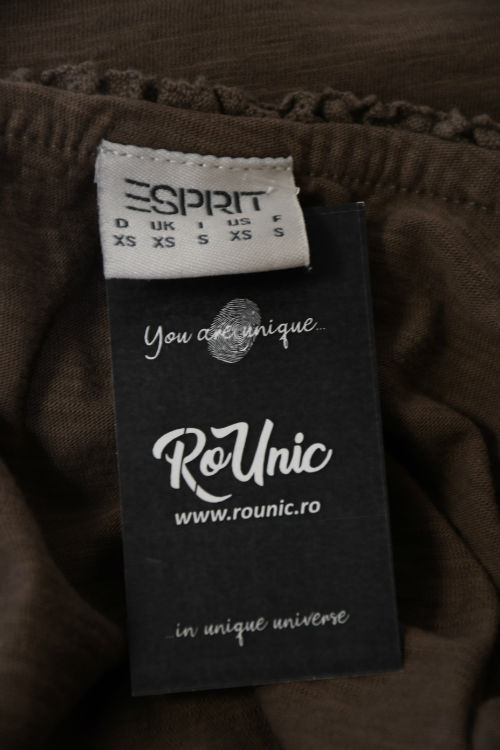 ESPRIT
D UK I US F
XS XS S XS S
You are unique...
RoUnic
www.rounic.ro
...in unique universe